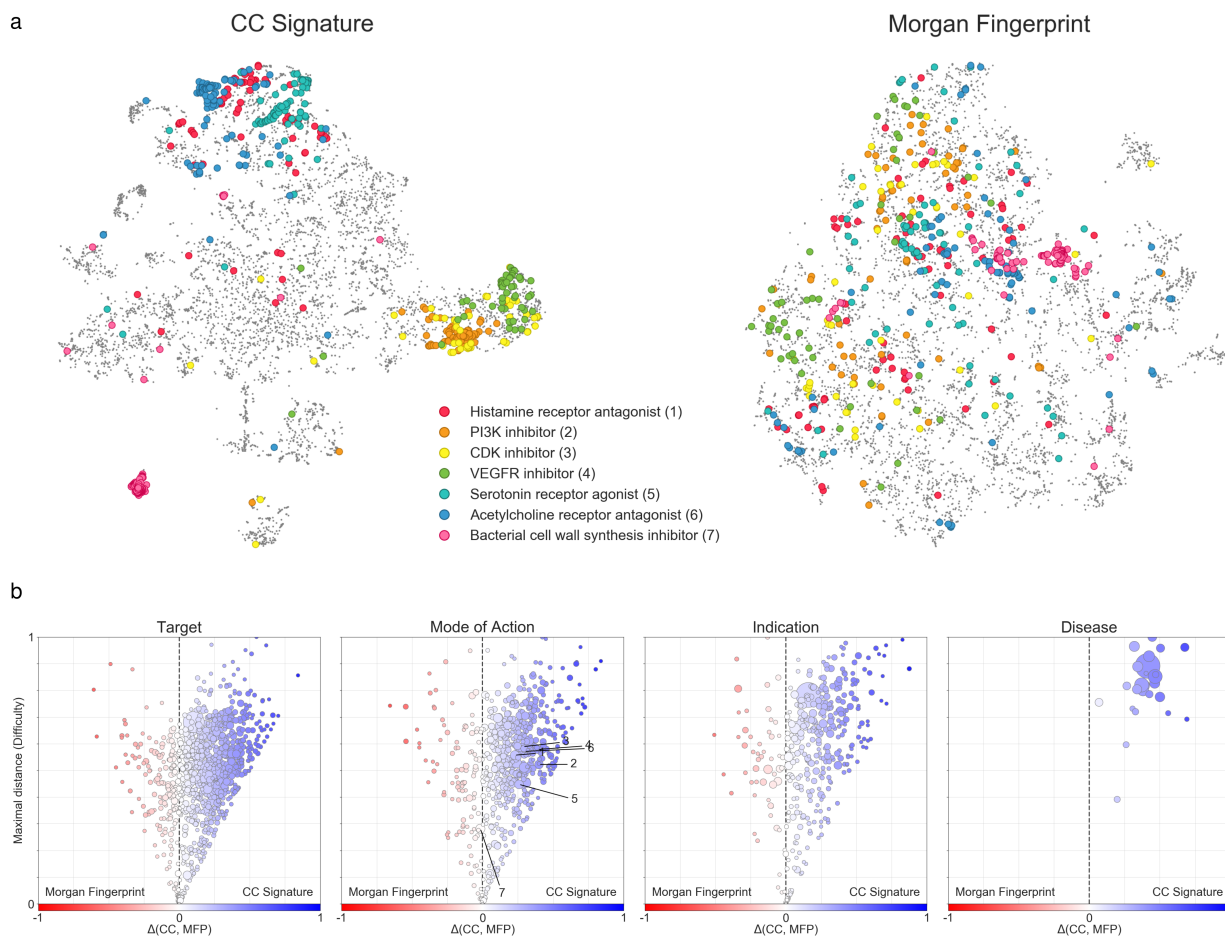 a
CC Signature
Morgan Fingerprint
Histamine receptor antagonist (1)
PI3K inhibitor (2)
CDK inhibitor (3)
VEGFR inhibitor (4)
Serotonin receptor agonist (5)
Acetylcholine receptor antagonist (6)
Bacterial cell wall synthesis inhibitor (7)
b
Target
Mode of Action
Indication
Disease
Maximal distance (Difficulty)
1
0
Morgan Fingerprint
CC Signature
-1
0
1
Δ(CC, MFP)
3
4
1
6
2
5
7
Morgan Fingerprint
CC Signature
-1
0
1
Δ(CC, MFP)
Morgan Fingerprint
CC Signature
-1
0
1
Δ(CC, MFP)
Morgan Fingerprint
CC Signature
-1
0
1
Δ(CC, MFP)